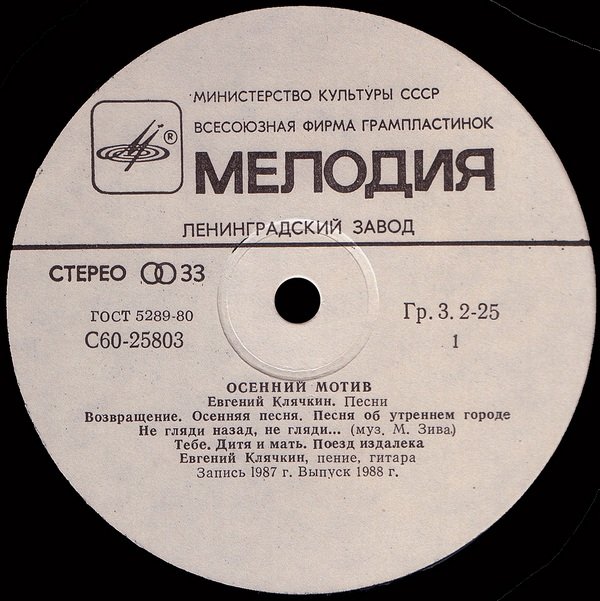 МИНИСТЕРСТВО КУЛЬТУРЫ СССР
®
ВСЕСОЮЗНАЯ ФИРМА ГРАМПЛАСТИНОК
МЕЛОДИЯ
ЛЕНИНГРАДСКИЙ ЗАВОД
СТЕРЕО 33
ГОСТ 5289-80
С60-25803
Гр. 3. 2-25
1
ОСЕННИЙ МОТИВ
Евгений Клячкин. Песни
Возвращение. Осенняя песня. Песня об утреннем городе
Не гляди назад, не гляди... (муз. М. Зива)
Тебе. Дитя и мать. Поезд издалека
Евгений Клячкин, пение, гитара
Запись 1987 г. Выпуск 1988 г.